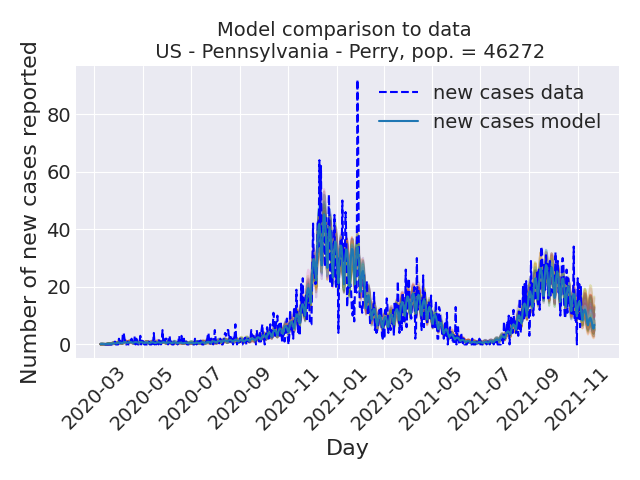 Model comparison to data
US - Pennsylvania - Perry, pop. = 46272
Number of new cases reported
80
60
40
20
0
new cases data
new cases model
2020-03
2020-05
2020-07
2020-09
2020-11
2021-01
2021-03
2021-05
2021-07
2021-09
2021-11
Day